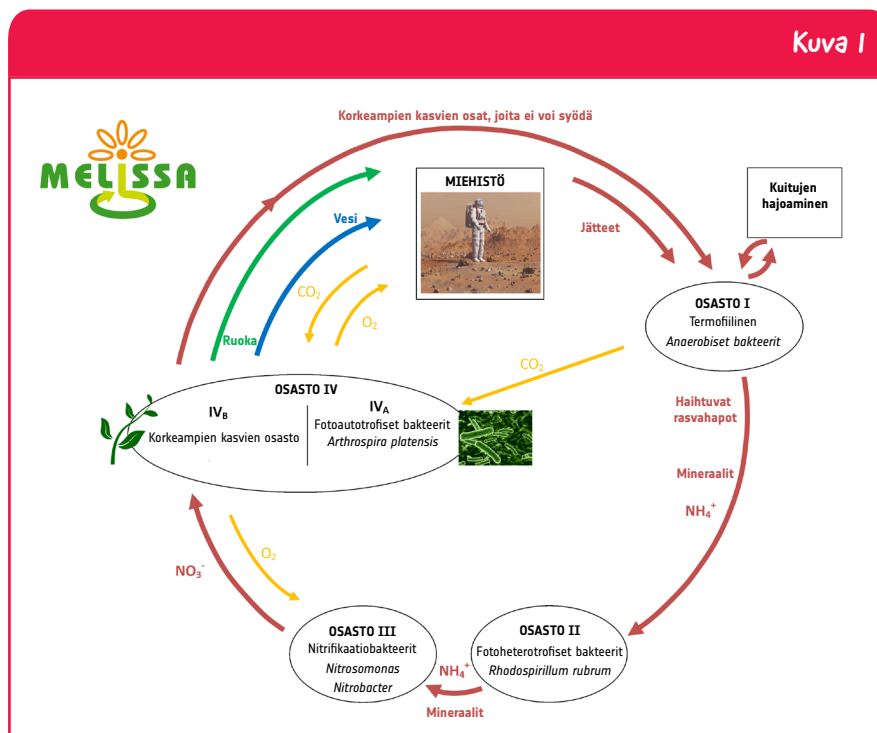 Kuva 1
MELISSA
Korkeampien kasvien osat, joita ei voi syödä
MIEHISTÖ
Kuitujen
hajoaminen
Jätteet
Vesi
CO₂
O₂
Ruoka
OSASTO I
Termofiilinen
Anaerobiset bakteerit
CO₂
OSASTO IV
IV_B
Korkeampien kasvien osasto
IV_A
Fotoautotrofiset bakteerit
Arthrospira platensis
Haihtuvat
rasvahapot
Mineraalit
NH₄⁺
O₂
NO₃⁻
OSASTO III
Nitrifikaatiobakteerit
Nitrosomonas
Nitrobacter
NH₄⁺
Mineraalit
OSASTO II
Fotoheterotrofiset bakteerit
Rhodospirillum rubrum